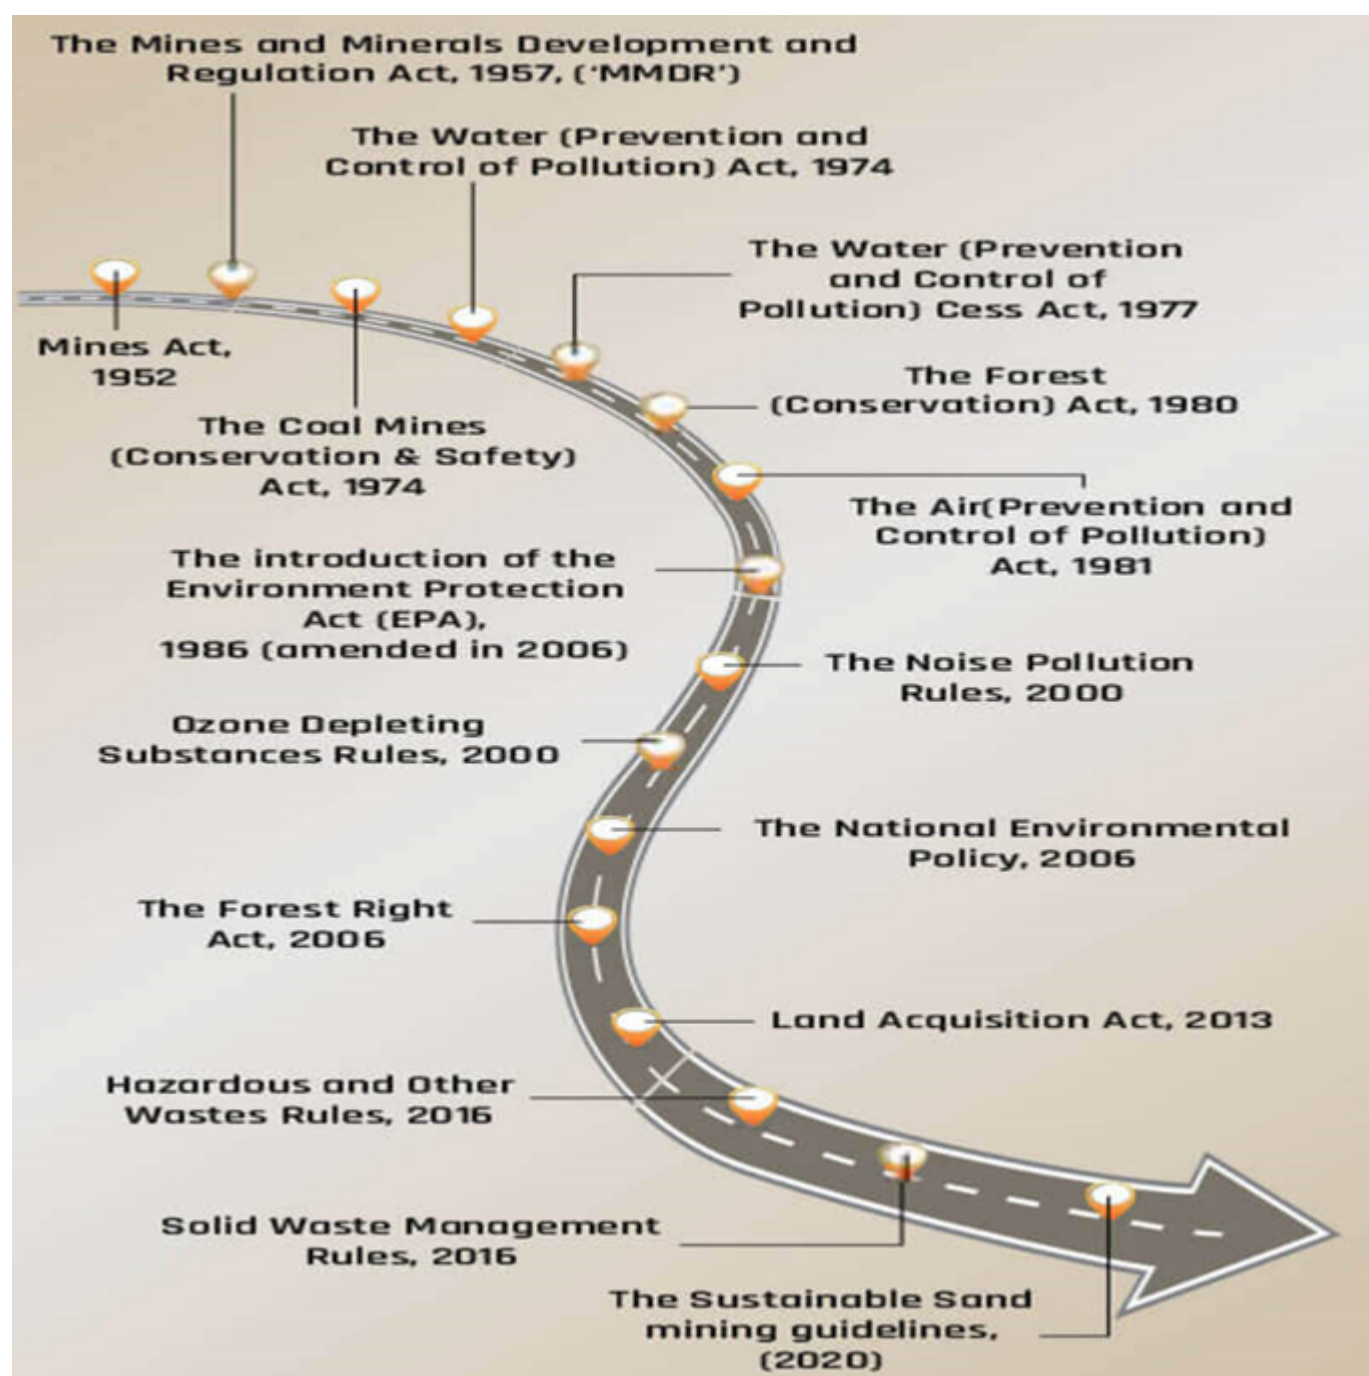 The Mines and Minerals Development and
Regulation Act, 1957, ('MMDR')
The Water (Prevention and
Control of Pollution) Act, 1974
The Water (Prevention
and Control of
Pollution) Cess Act, 1977
Mines Act,
1952
The Forest
(Conservation) Act, 1980
The Coal Mines
(Conservation & Safety)
Act, 1974
The Air(Prevention and
Control of Pollution)
Act, 1981
The introduction of the
Environment Protection
Act (EPA),
1986 (amended in 2006)
The Noise Pollution
Rules, 2000
Ozone Depleting
Substances Rules, 2000
The National Environmental
Policy, 2006
The Forest Right
Act, 2006
Land Acquisition Act, 2013
Hazardous and Other
Wastes Rules, 2016
Solid Waste Management
Rules, 2016
The Sustainable Sand
mining guidelines,
(2020)